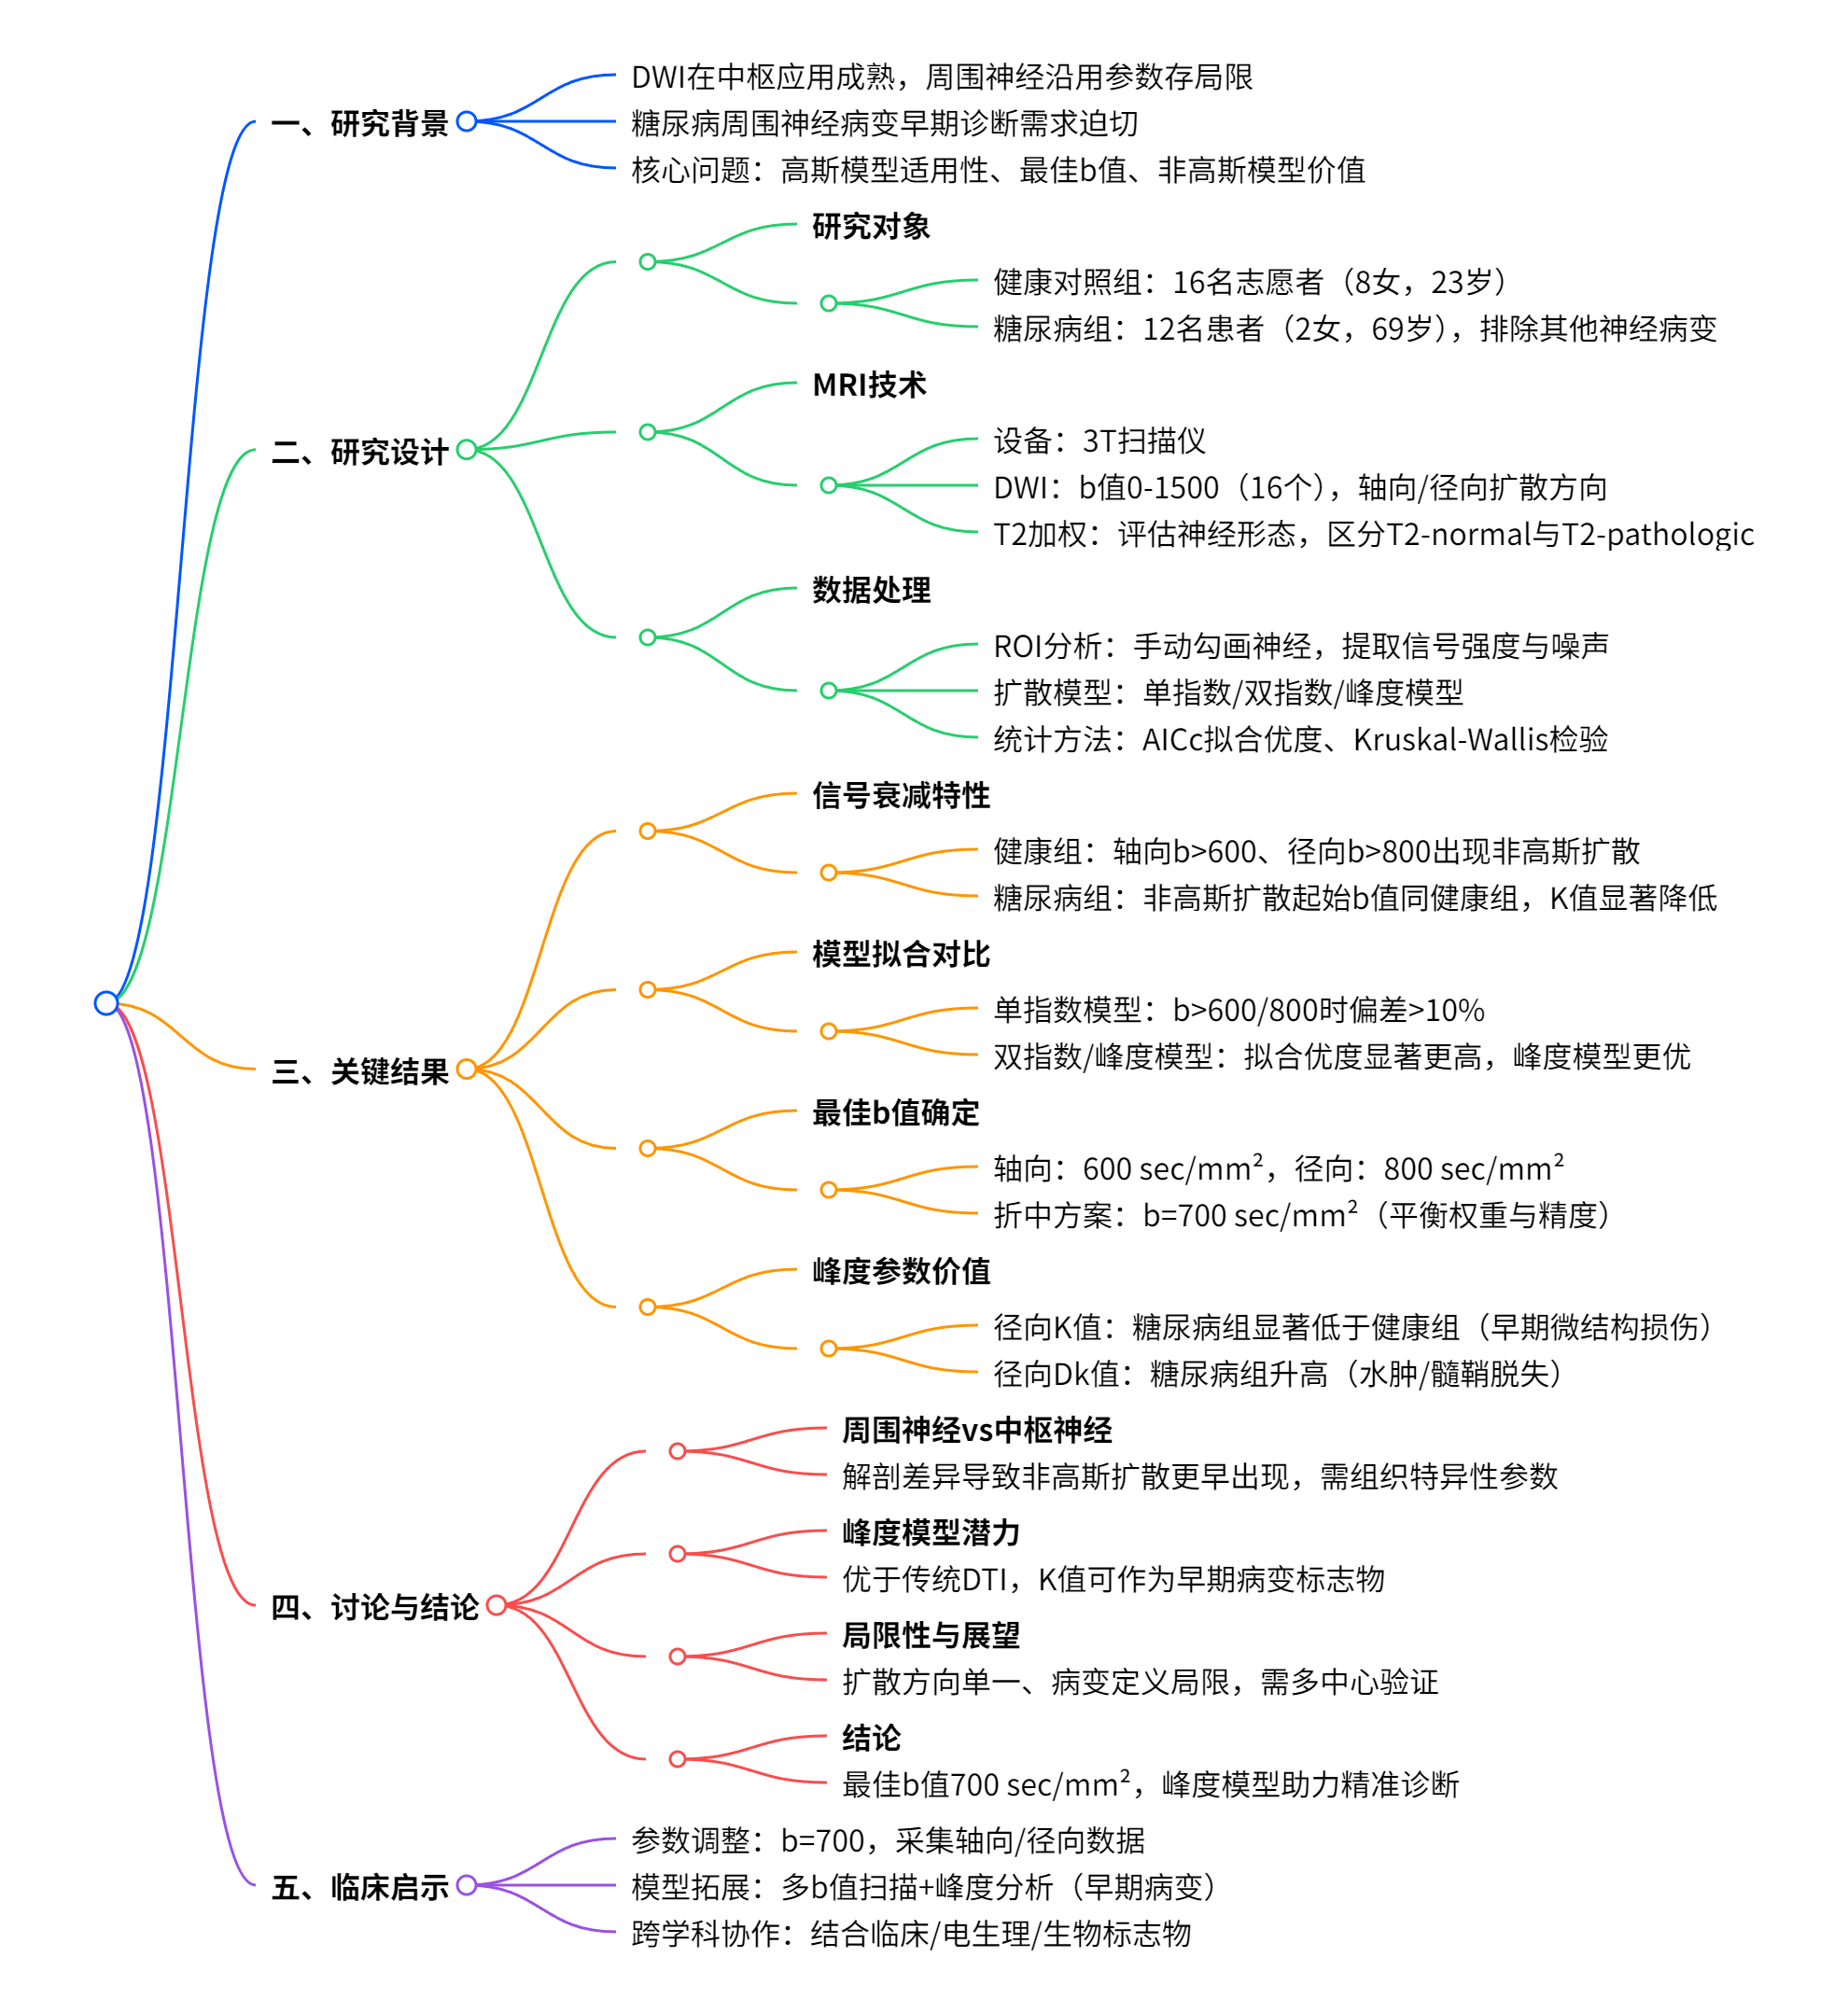 DWI在中枢应用成熟，周围神经沿用参数存局限
一、研究背景
糖尿病周围神经病变早期诊断需求迫切
核心问题：高斯模型适用性、最佳b值、非高斯模型价值
二、研究设计
研究对象
健康对照组：16名志愿者（8女，23岁）
糖尿病组：12名患者（2女，69岁），排除其他神经病变
MRI技术
设备：3T扫描仪
DWI：b值0-1500（16个），轴向/径向扩散方向
T2加权：评估神经形态，区分T2-normal与T2-pathologic
数据处理
ROI分析：手动勾画神经，提取信号强度与噪声
扩散模型：单指数/双指数/峰度模型
统计方法：AICc拟合优度、Kruskal-Wallis检验
三、关键结果
信号衰减特性
健康组：轴向b>600、径向b>800出现非高斯扩散
糖尿病组：非高斯扩散起始b值同健康组，K值显著降低
模型拟合对比
单指数模型：b>600/800时偏差>10%
双指数/峰度模型：拟合优度显著更高，峰度模型更优
最佳b值确定
轴向：600 sec/mm²，径向：800 sec/mm²
折中方案：b=700 sec/mm²（平衡权重与精度）
峰度参数价值
径向K值：糖尿病组显著低于健康组（早期微结构损伤）
径向Dk值：糖尿病组升高（水肿/髓鞘脱失）
四、讨论与结论
周围神经vs中枢神经
解剖差异导致非高斯扩散更早出现，需组织特异性参数
峰度模型潜力
优于传统DTI，K值可作为早期病变标志物
局限性与展望
扩散方向单一、病变定义局限，需多中心验证
结论
最佳b值700 sec/mm²，峰度模型助力精准诊断
五、临床启示
参数调整：b=700，采集轴向/径向数据
模型拓展：多b值扫描+峰度分析（早期病变）
跨学科协作：结合临床/电生理/生物标志物